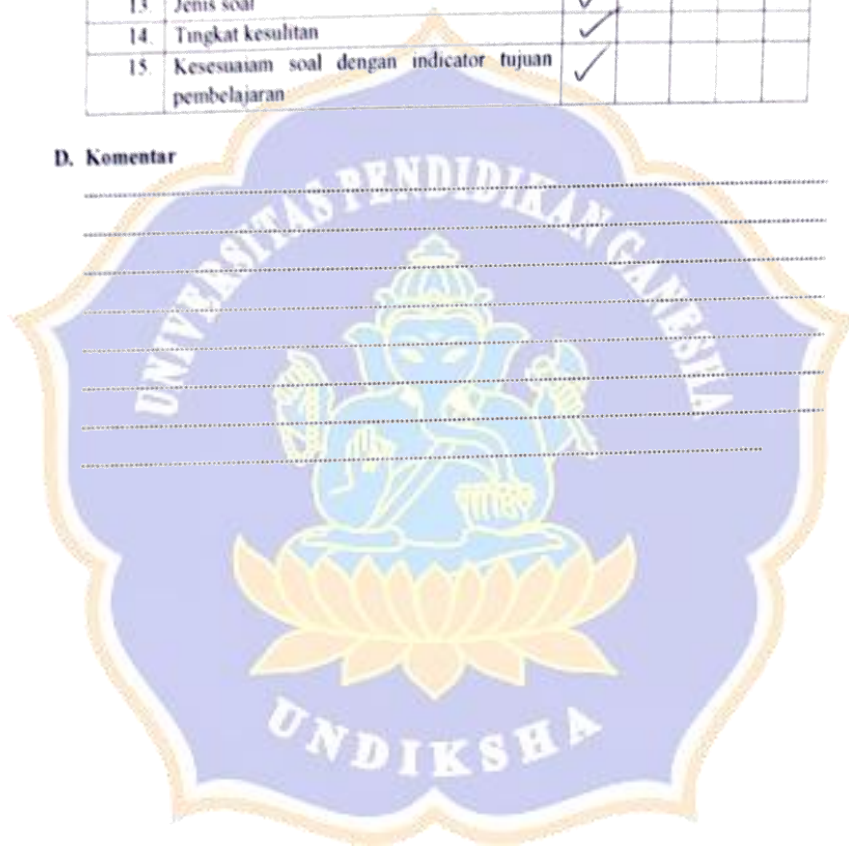 13. Jenis soal ✓
14. Tingkat kesulitan ✓
15. Kesesuaiam soal dengan indicator tujuan ✓
pembelajaran
D. Komentar
UNIVERSITAS PENDIDIKAN GANESHA
UNDIKSHA